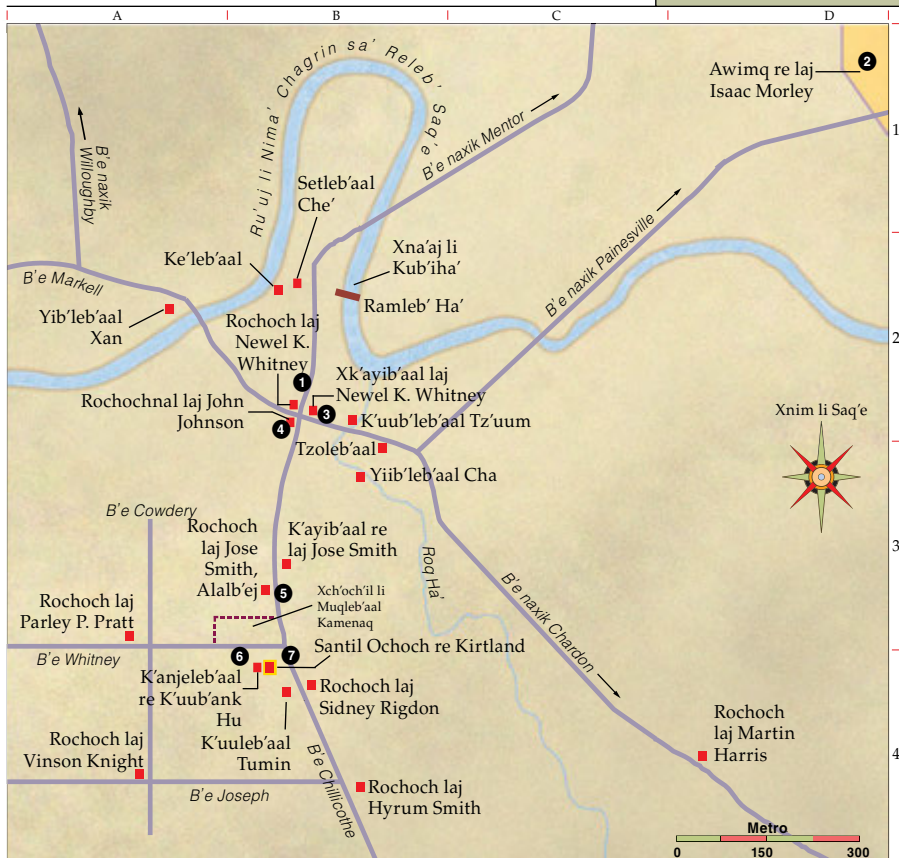 A
B
C
D
1
2
3
4
2
Awimq re laj
Isaac Morley
Ru'uj li Nima' Chagrin sa' Releb' Saq'e
B'e naxik Mentor
B'e naxik
Willoughby
Setleb'aal
Che'
Ke'leb'aal
Xna'aj li
Kub'iha'
Ramleb' Ha'
B'e naxik Painesville
B'e Markell
Yib'leb'aal
Xan
Rochoch laj
Newel K.
Whitney
1
Xk'ayib'aal laj
Newel K. Whitney
3
Rochochnal laj John
Johnson
4
K'uub'leb'aal Tz'uum
Tzoleb'aal
Yiib'leb'aal Cha
Xnim li Saq'e
B'e Cowdery
Rochoch
laj Jose
Smith,
Alalb'ej
K'ayib'aal re
laj Jose Smith
5
Roq Ha'
B'e naxik Chardon
Xch'och'il li
Muqleb'aal
Kamenaq
Rochoch laj
Parley P. Pratt
B'e Whitney
6
7
Santil Ochoch re Kirtland
K'anjeleb'aal
re K'uub'ank
Hu
Rochoch laj
Sidney Rigdon
K'uuleb'aal
Tumin
Rochoch laj
Vinson Knight
B'e Joseph
B'e Chillicothe
Rochoch laj
Hyrum Smith
Rochoch
laj Martin
Harris
Metro
0 150 300